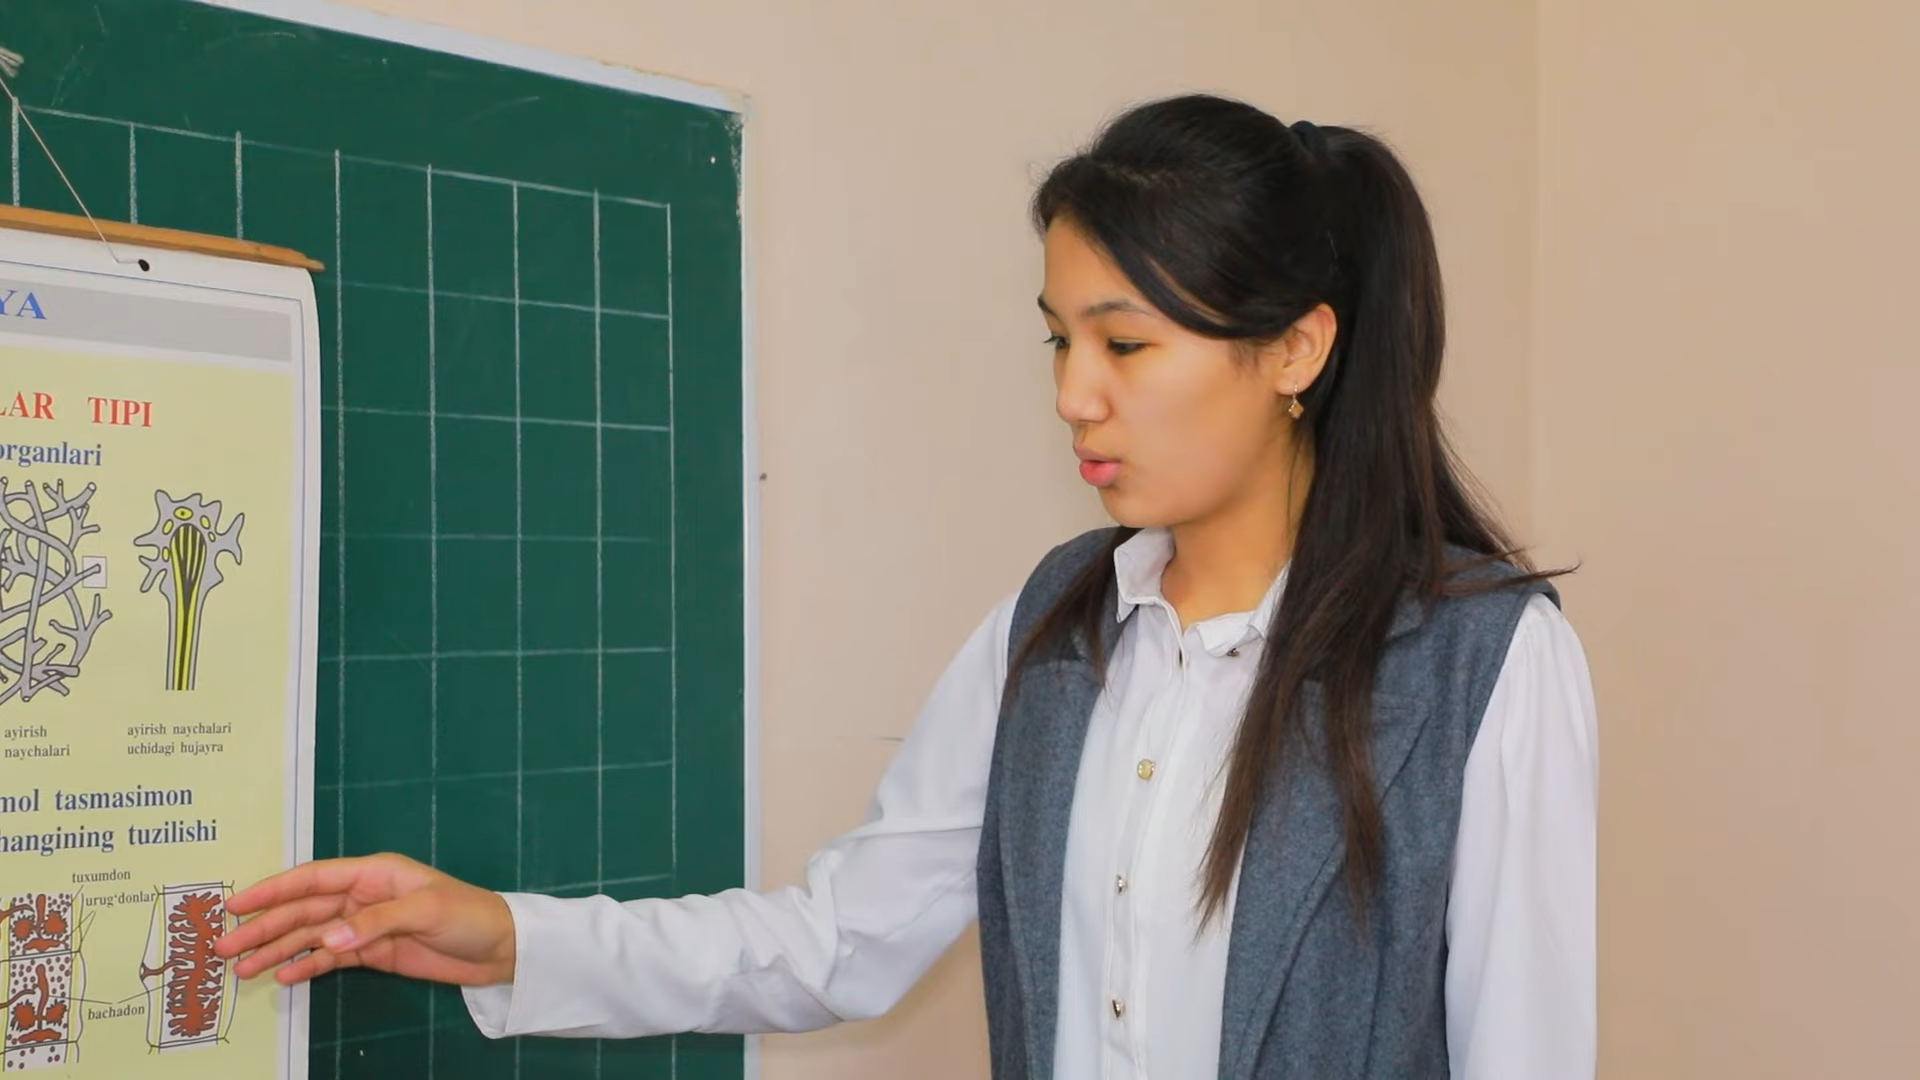 YA
LAR TIPI
organlari
ayirish
naychalari
ayirish naychalari
uchidagi hujayra
mol tasmasimon
hangining tuzilishi
tuxumdon
urug‘donlar
bachadon